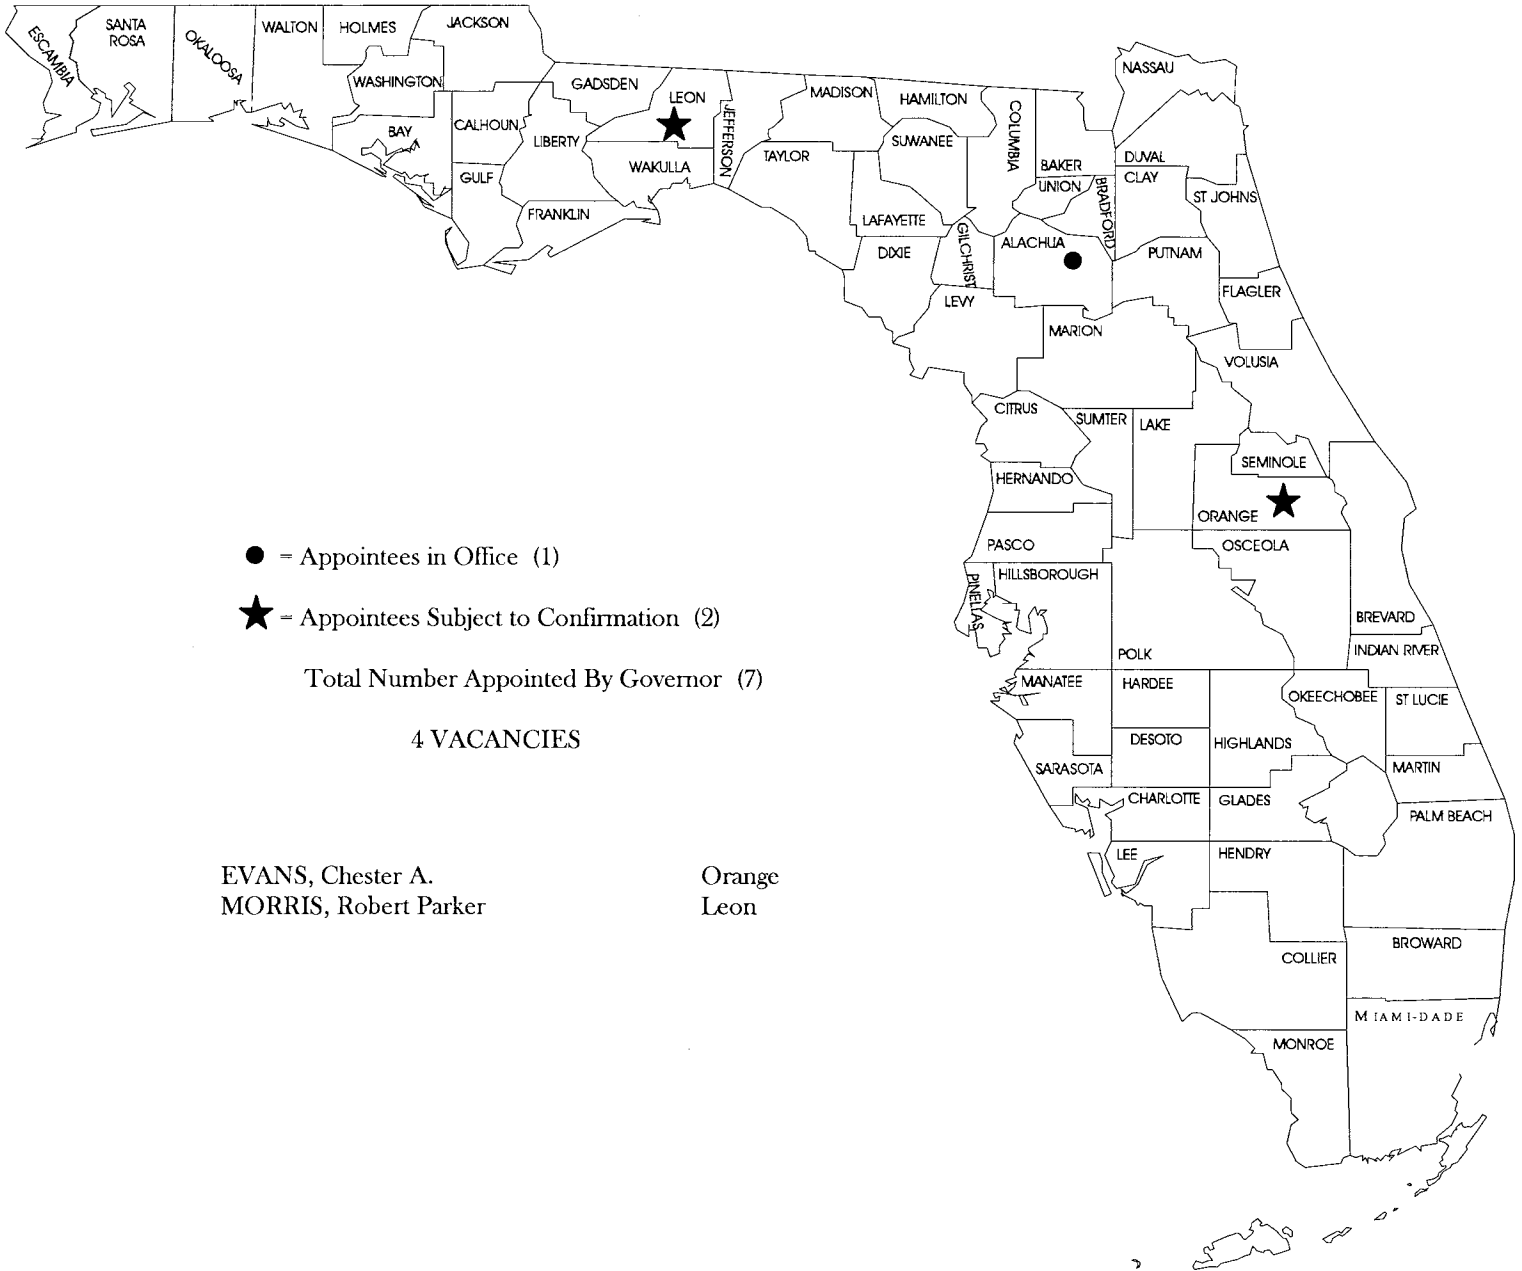 ESCAMBIA
SANTA
ROSA
OKALOOSA
WALTON
HOLMES
JACKSON
WASHINGTON
BAY
CALHOUN
GULF
GADSDEN
LIBERTY
FRANKLIN
LEON
WAKULLA
JEFFERSON
MADISON
TAYLOR
HAMILTON
SUWANEE
LAFAYETTE
DIXIE
COLUMBIA
GILCHRIST
LEVY
NASSAU
BAKER
UNION
BRADFORD
DUVAL
CLAY
ST JOHNS
ALACHUA
PUTNAM
FLAGLER
MARION
VOLUSIA
CITRUS
SUMTER
LAKE
HERNANDO
SEMINOLE
ORANGE
PASCO
OSCEOLA
PINELLAS
HILLSBOROUGH
POLK
BREVARD
INDIAN RIVER
MANATEE
HARDEE
OKEECHOBEE
ST LUCIE
DESOTO
HIGHLANDS
SARASOTA
MARTIN
CHARLOTTE
GLADES
PALM BEACH
LEE
HENDRY
BROWARD
COLLIER
MIAMI-DADE
MONROE
= Appointees in Office (1)
= Appointees Subject to Confirmation (2)
Total Number Appointed By Governor (7)
4 VACANCIES
EVANS, Chester A. Orange
MORRIS, Robert Parker Leon